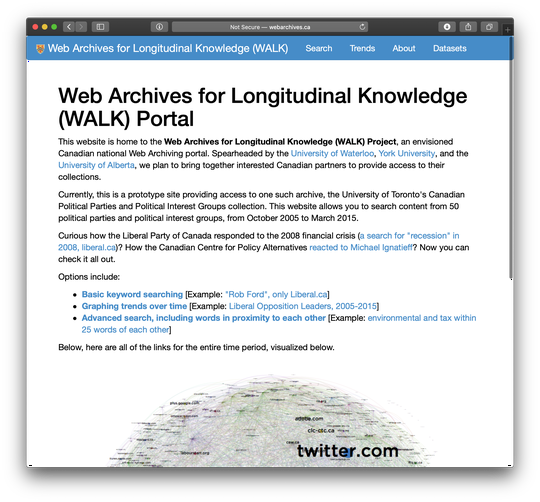 Not Secure — webarchives.ca
Web Archives for Longitudinal Knowledge (WALK) Search Trends About Datasets
Web Archives for Longitudinal Knowledge
(WALK) Portal
This website is home to the Web Archives for Longitudinal Knowledge (WALK) Project, an envisioned
Canadian national Web Archiving portal. Spearheaded by the University of Waterloo, York University, and the
University of Alberta, we plan to bring together interested Canadian partners to provide access to their
collections.
Currently, this is a prototype site providing access to one such archive, the University of Toronto's Canadian
Political Parties and Political Interest Groups collection. This website allows you to search content from 50
political parties and political interest groups, from October 2005 to March 2015.
Curious how the Liberal Party of Canada responded to the 2008 financial crisis (a search for "recession" in
2008, liberal.ca)? How the Canadian Centre for Policy Alternatives reacted to Michael Ignatieff? Now you can
check it all out.
Options include:
• Basic keyword searching [Example: "Rob Ford", only Liberal.ca]
• Graphing trends over time [Example: Liberal Opposition Leaders, 2005-2015]
• Advanced search, including words in proximity to each other [Example: environmental and tax within
25 words of each other]
Below, here are all of the links for the entire time period, visualized below.
plus.google.com
adobe.com
clc-ctc.ca
twitter.com